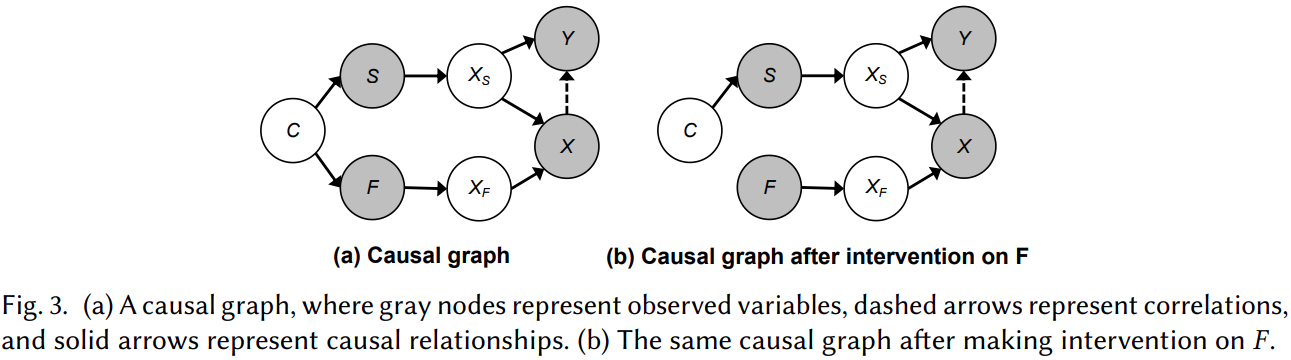 Y
S
X_S
C
X
F
X_F
Y
S
X_S
C
X
F
X_F
(a) Causal graph
(b) Causal graph after intervention on F
Fig. 3. (a) A causal graph, where gray nodes represent observed variables, dashed arrows represent correlations,
and solid arrows represent causal relationships. (b) The same causal graph after making intervention on F.